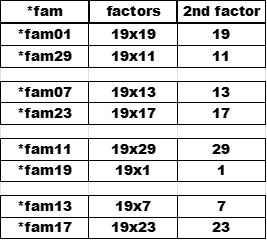 *fam factors 2nd factor
*fam01 19x19 19
*fam29 19x11 11
*fam07 19x13 13
*fam23 19x17 17
*fam11 19x29 29
*fam19 19x1 1
*fam13 19x7 7
*fam17 19x23 23